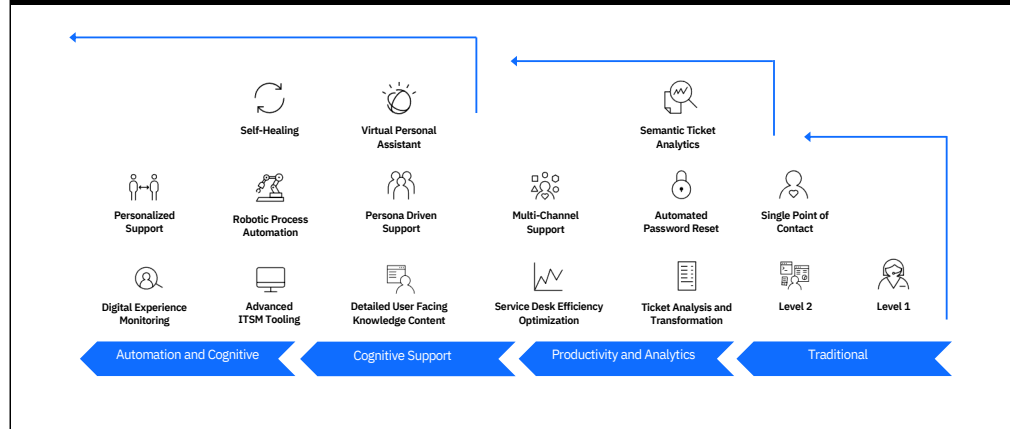 Self-Healing
Virtual Personal
Assistant
Semantic Ticket
Analytics
Personalized
Support
Robotic Process
Automation
Persona Driven
Support
Multi-Channel
Support
Automated
Password Reset
Single Point of
Contact
Digital Experience
Monitoring
Advanced
ITSM Tooling
Detailed User Facing
Knowledge Content
Service Desk Efficiency
Optimization
Ticket Analysis and
Transformation
Level 2
Level 1
Automation and Cognitive
Cognitive Support
Productivity and Analytics
Traditional